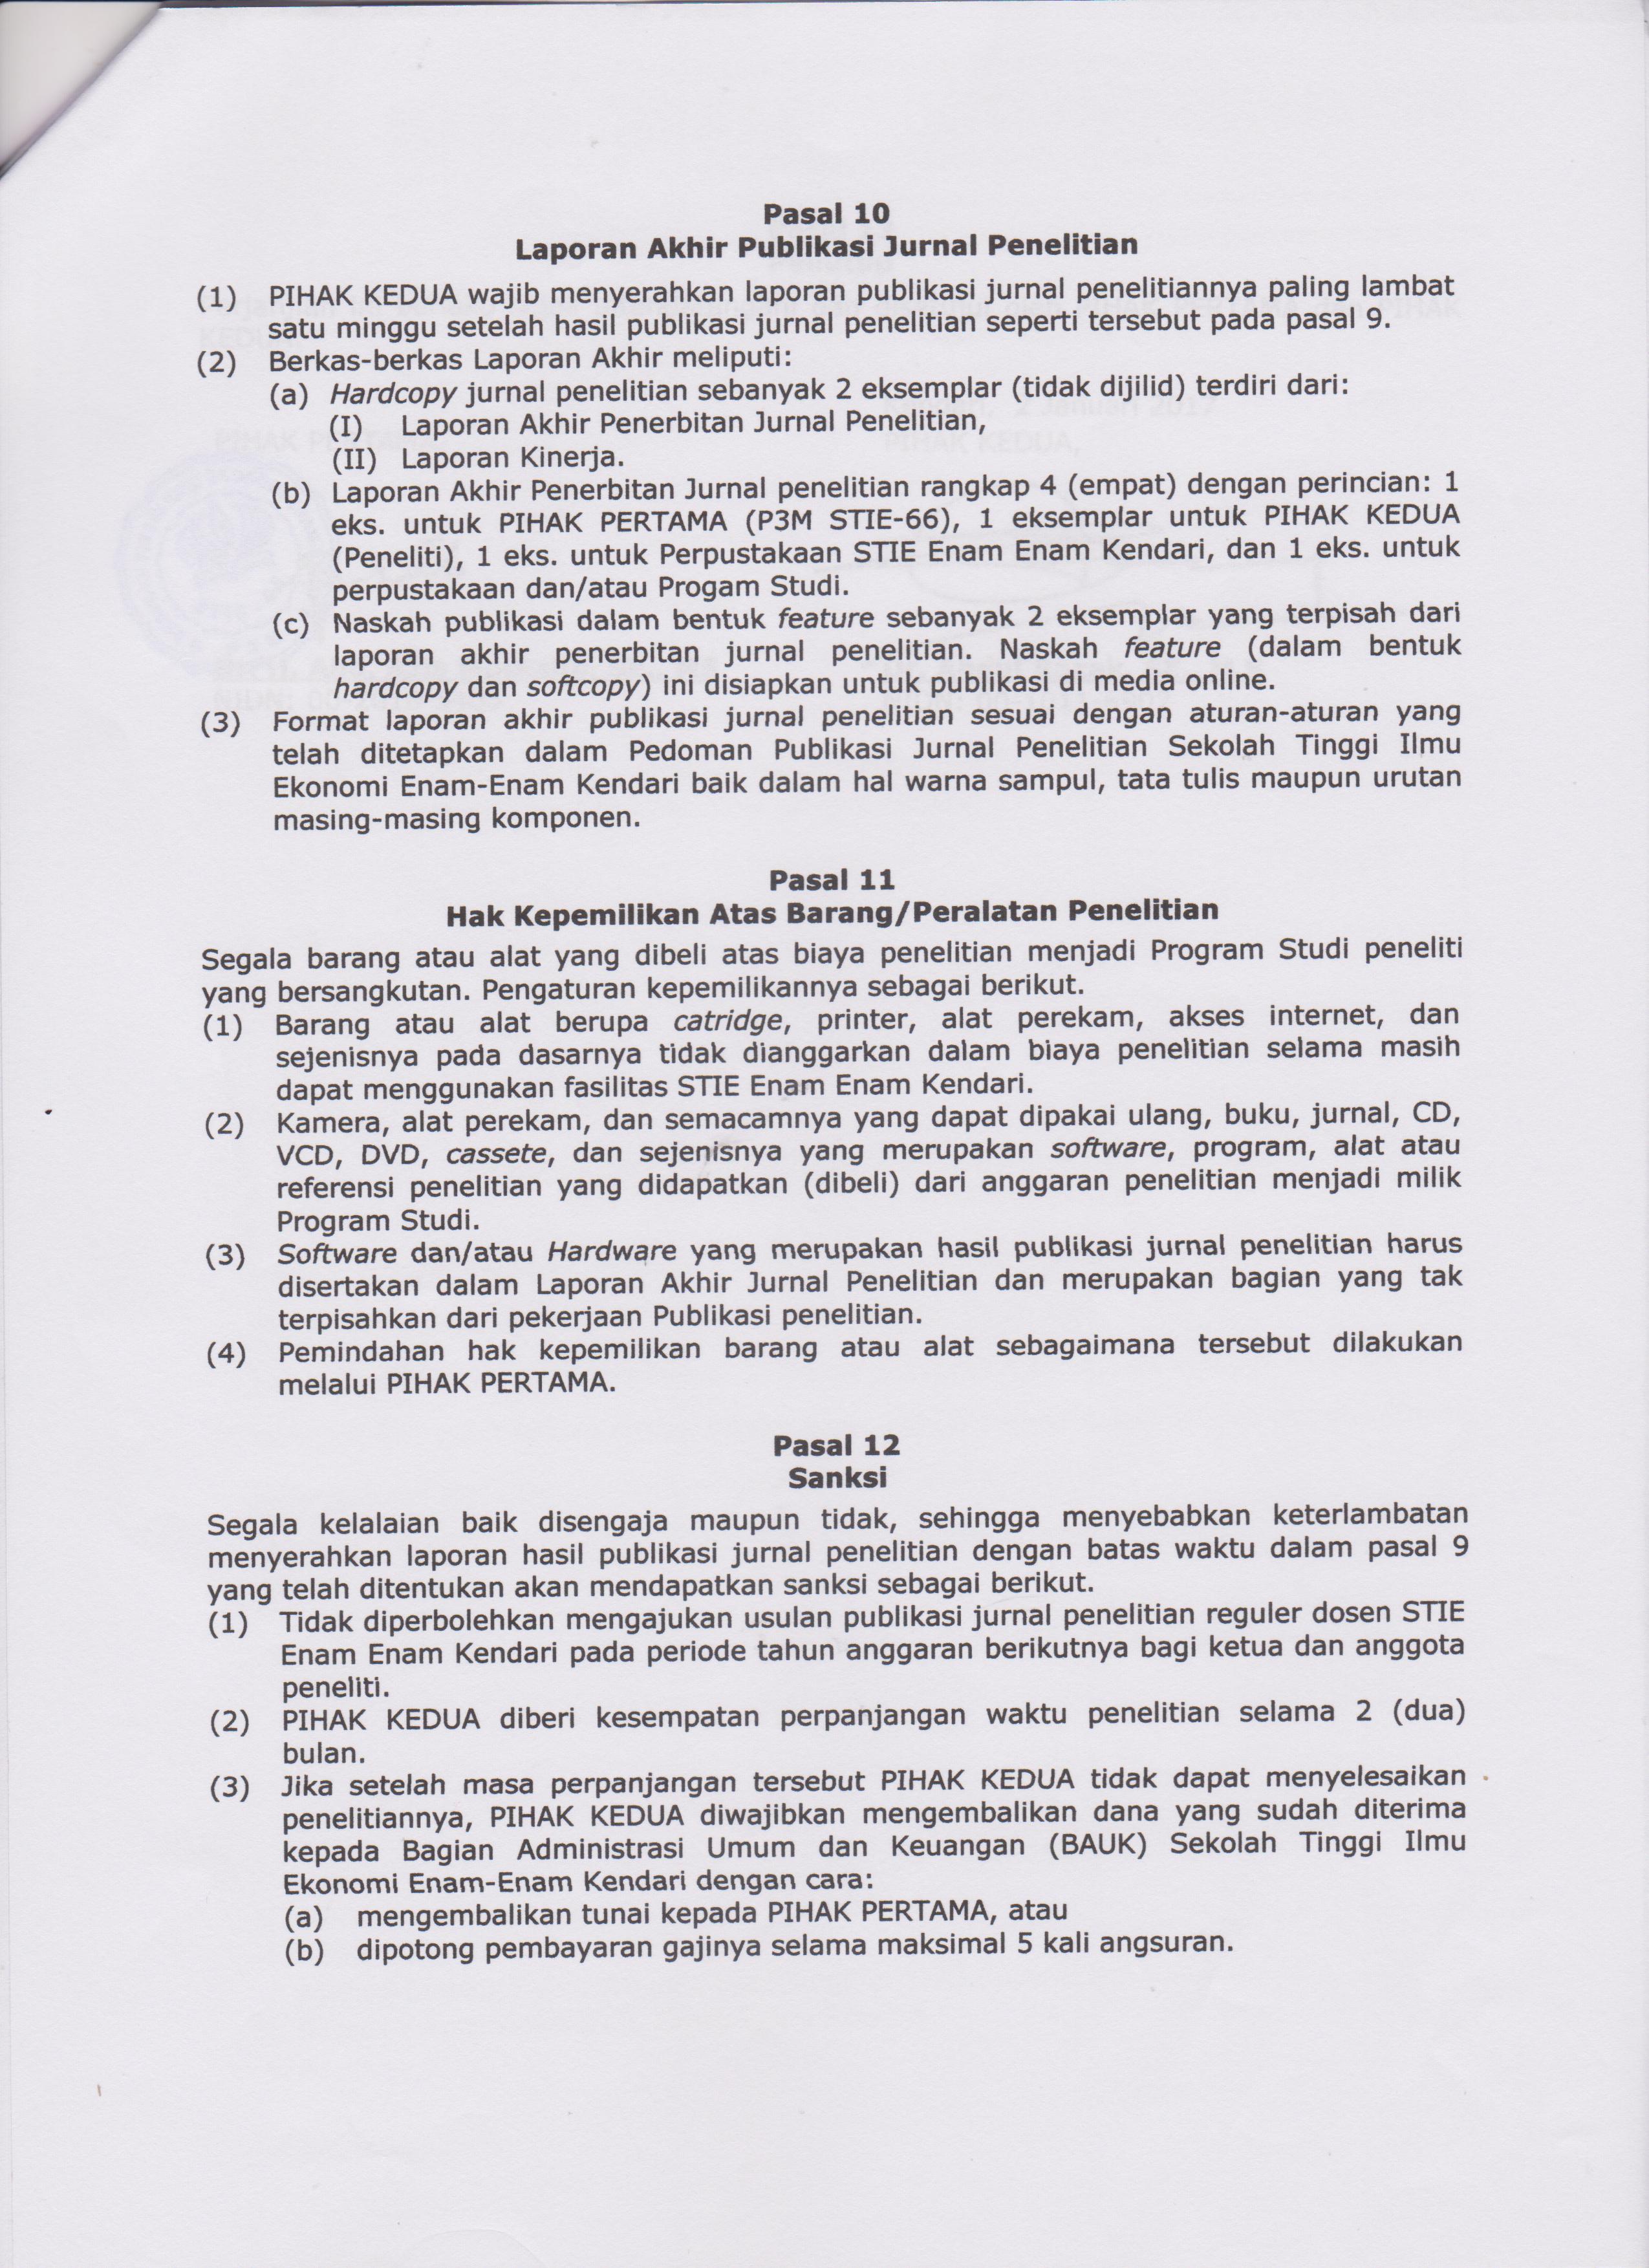 Pasal 10
Laporan Akhir Publikasi Jurnal Penelitian
(1) PIHAK KEDUA wajib menyerahkan laporan publikasi jurnal penelitiannya paling lambat
satu minggu setelah hasil publikasi jurnal penelitian seperti tersebut pada pasal 9.
(2) Berkas-berkas Laporan Akhir meliputi:
(a) Hardcopy jurnal penelitian sebanyak 2 eksemplar (tidak dijilid) terdiri dari:
(I) Laporan Akhir Penerbitan Jurnal Penelitian,
(II) Laporan Kinerja.
(b) Laporan Akhir Penerbitan Jurnal penelitian rangkap 4 (empat) dengan perincian: 1
eks. untuk PIHAK PERTAMA (P3M STIE-66), 1 eksemplar untuk PIHAK KEDUA
(Peneliti), 1 eks. untuk Perpustakaan STIE Enam Enam Kendari, dan 1 eks. untuk
perpustakaan dan/atau Progam Studi.
(c) Naskah publikasi dalam bentuk feature sebanyak 2 eksemplar yang terpisah dari
laporan akhir penerbitan jurnal penelitian. Naskah feature (dalam bentuk
hardcopy dan softcopy) ini disiapkan untuk publikasi di media online.
(3) Format laporan akhir publikasi jurnal penelitian sesuai dengan aturan-aturan yang
telah ditetapkan dalam Pedoman Publikasi Jurnal Penelitian Sekolah Tinggi Ilmu
Ekonomi Enam-Enam Kendari baik dalam hal warna sampul, tata tulis maupun urutan
masing-masing komponen.
Pasal 11
Hak Kepemilikan Atas Barang/Peralatan Penelitian
Segala barang atau alat yang dibeli atas biaya penelitian menjadi Program Studi peneliti
yang bersangkutan. Pengaturan kepemilikannya sebagai berikut.
(1) Barang atau alat berupa catridge, printer, alat perekam, akses internet, dan
sejenisnya pada dasarnya tidak dianggarkan dalam biaya penelitian selama masih
dapat menggunakan fasilitas STIE Enam Enam Kendari.
(2) Kamera, alat perekam, dan semacamnya yang dapat dipakai ulang, buku, jurnal, CD,
VCD, DVD, cassete, dan sejenisnya yang merupakan software, program, alat atau
referensi penelitian yang didapatkan (dibeli) dari anggaran penelitian menjadi milik
Program Studi.
(3) Software dan/atau Hardware yang merupakan hasil publikasi jurnal penelitian harus
disertakan dalam Laporan Akhir Jurnal Penelitian dan merupakan bagian yang tak
terpisahkan dari pekerjaan Publikasi penelitian.
(4) Pemindahan hak kepemilikan barang atau alat sebagaimana tersebut dilakukan
melalui PIHAK PERTAMA.
Pasal 12
Sanksi
Segala kelalaian baik disengaja maupun tidak, sehingga menyebabkan keterlambatan
menyerahkan laporan hasil publikasi jurnal penelitian dengan batas waktu dalam pasal 9
yang telah ditentukan akan mendapatkan sanksi sebagai berikut.
(1) Tidak diperbolehkan mengajukan usulan publikasi jurnal penelitian reguler dosen STIE
Enam Enam Kendari pada periode tahun anggaran berikutnya bagi ketua dan anggota
peneliti.
(2) PIHAK KEDUA diberi kesempatan perpanjangan waktu penelitian selama 2 (dua)
bulan.
(3) Jika setelah masa perpanjangan tersebut PIHAK KEDUA tidak dapat menyelesaikan
penelitiannya, PIHAK KEDUA diwajibkan mengembalikan dana yang sudah diterima
kepada Bagian Administrasi Umum dan Keuangan (BAUK) Sekolah Tinggi Ilmu
Ekonomi Enam-Enam Kendari dengan cara:
(a) mengembalikan tunai kepada PIHAK PERTAMA, atau
(b) dipotong pembayaran gajinya selama maksimal 5 kali angsuran.